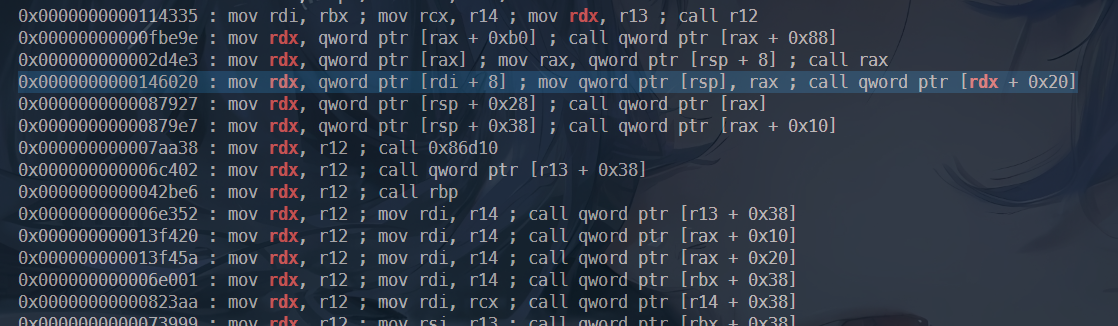 0x0000000000114335 : mov rdi, rbx ; mov rcx, r14 ; mov rdx, r13 ; call r12
0x00000000000fbe9e : mov rdx, qword ptr [rax + 0xb0] ; call qword ptr [rax + 0x88]
0x000000000002d4e3 : mov rdx, qword ptr [rax] ; mov rax, qword ptr [rsp + 8] ; call rax
0x0000000000146020 : mov rdx, qword ptr [rdi + 8] ; mov qword ptr [rsp], rax ; call qword ptr [rdx + 0x20]
0x0000000000087927 : mov rdx, qword ptr [rsp + 0x28] ; call qword ptr [rax]
0x00000000000879e7 : mov rdx, qword ptr [rsp + 0x38] ; call qword ptr [rax + 0x10]
0x000000000007aa38 : mov rdx, r12 ; call 0x86d10
0x000000000006c402 : mov rdx, r12 ; call qword ptr [r13 + 0x38]
0x0000000000042be6 : mov rdx, r12 ; call rbp
0x000000000006e352 : mov rdx, r12 ; mov rdi, r14 ; call qword ptr [r13 + 0x38]
0x000000000013f420 : mov rdx, r12 ; mov rdi, r14 ; call qword ptr [rax + 0x10]
0x000000000013f45a : mov rdx, r12 ; mov rdi, r14 ; call qword ptr [rax + 0x20]
0x000000000006e001 : mov rdx, r12 ; mov rdi, r14 ; call qword ptr [rbx + 0x38]
0x00000000000823aa : mov rdx, r12 ; mov rdi, rcx ; call qword ptr [r14 + 0x38]
0x0000000000073999 : mov rdx, r12 ; mov rsi, r13 ; call qword ptr [rbx + 0x38]